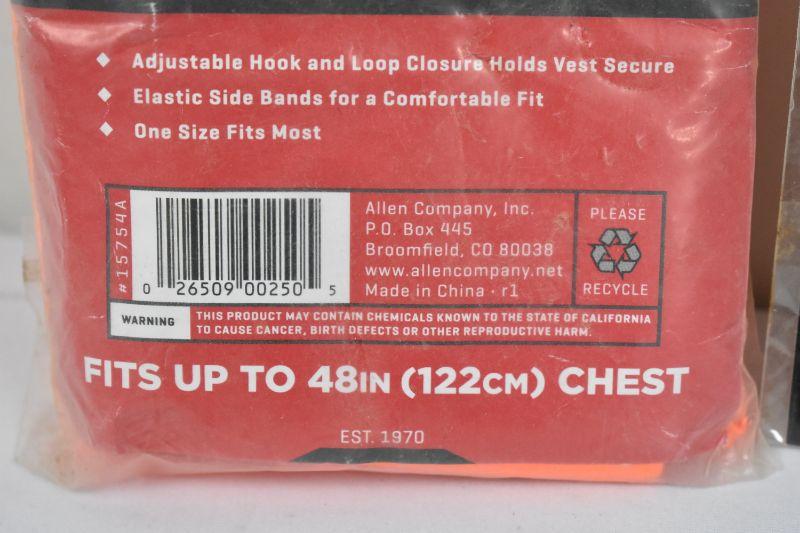 ◆ Adjustable Hook and Loop Closure Holds Vest Secure
◆ Elastic Side Bands for a Comfortable Fit
◆ One Size Fits Most
#15754A
0 26509 00250 5
Allen Company, Inc.
P.O. Box 445
Broomfield, CO 80038
www.allencompany.net
Made in China · r1
PLEASE
RECYCLE
WARNING
THIS PRODUCT MAY CONTAIN CHEMICALS KNOWN TO THE STATE OF CALIFORNIA
TO CAUSE CANCER, BIRTH DEFECTS OR OTHER REPRODUCTIVE HARM.
FITS UP TO 48IN (122CM) CHEST
EST. 1970